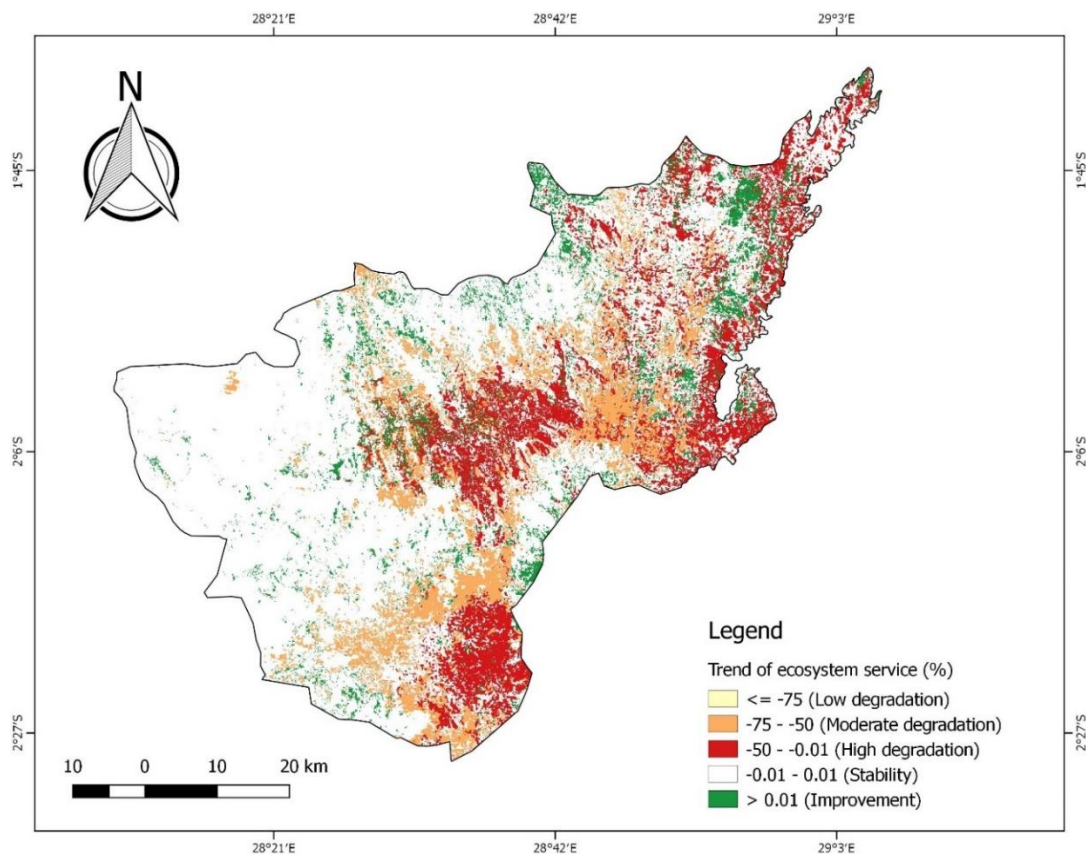 28°21'E 28°42'E 29°3'E
N
1°45'S 1°45'S
2°6'S 2°6'S
2°27'S 2°27'S
Legend
Trend of ecosystem service (%)
<= -75 (Low degradation)
-75 - -50 (Moderate degradation)
-50 - -0.01 (High degradation)
-0.01 - 0.01 (Stability)
> 0.01 (Improvement)
10 0 10 20 km
28°21'E 28°42'E 29°3'E